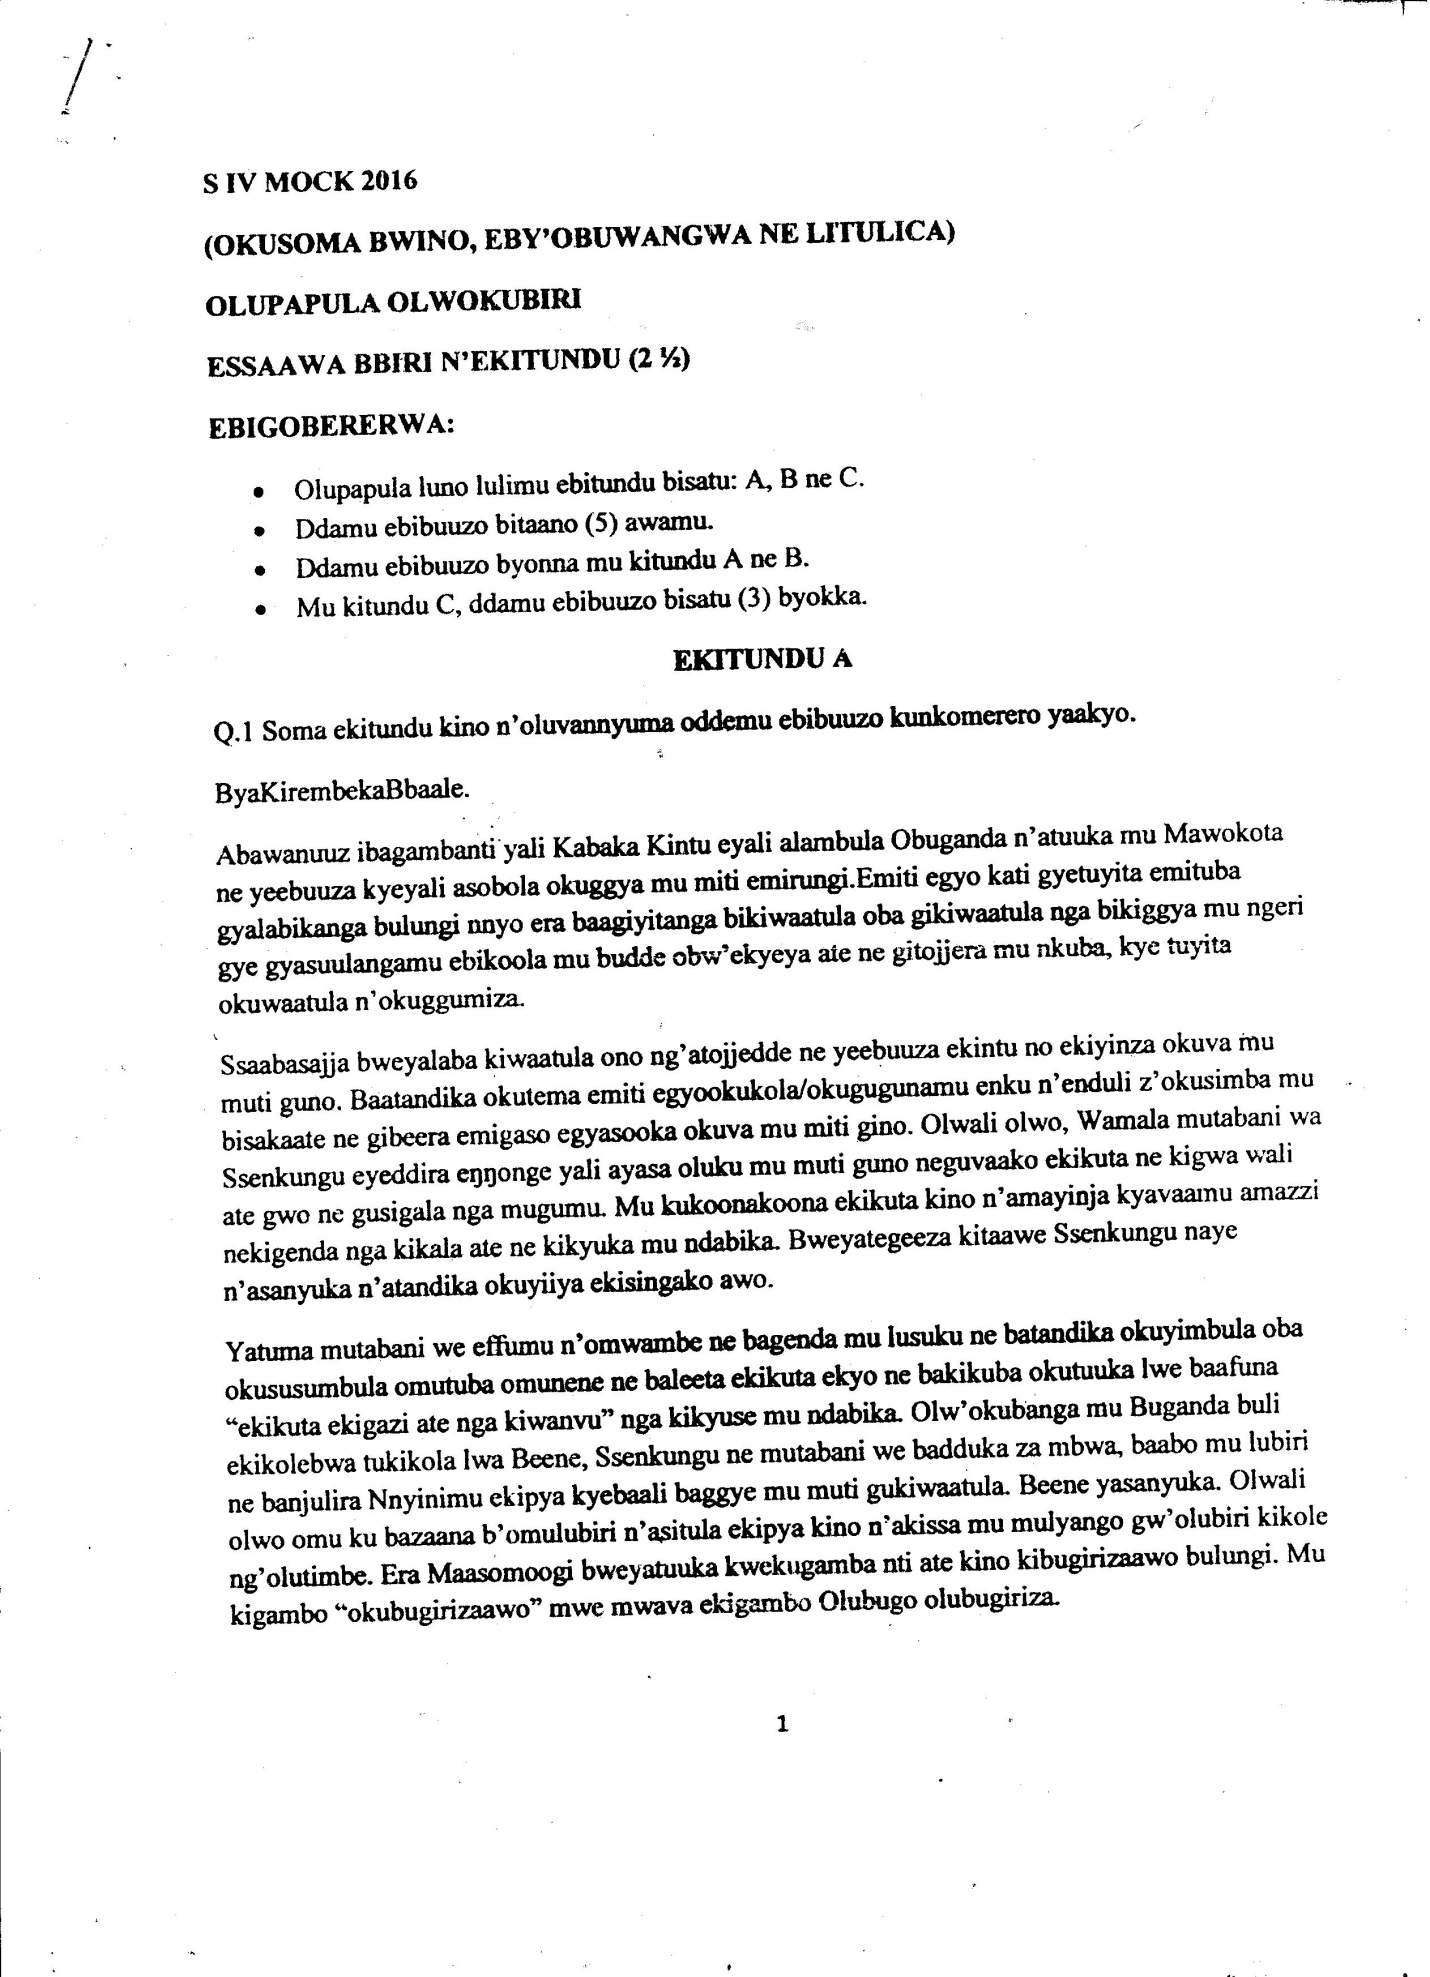 S IV MOCK 2016
(OKUSOMA BWINO, EBY'OBUWANGWA NE LITULICA)
OLUPAPULA OLWOKUBIRI
ESSAAWA BBIRI N'EKITUNDU (2 ½)
EBIGOBERERWA:
• Olupapula luno lulimu ebitundu bisatu: A, B ne C.
• Ddamu ebibuuzo bitaano (5) awamu.
• Ddamu ebibuuzo byonna mu kitundu A ne B.
• Mu kitundu C, ddamu ebibuuzo bisatu (3) byokka.
EKITUNDU A
Q.1 Soma ekitundu kino n'oluvannyuma oddemu ebibuuzo kunkomerero yaakyo.
ByaKirembekaBbaale.
Abawanuuz ibagambanti yali Kabaka Kintu eyali alambula Obuganda n'atuuka mu Mawokota
ne yeebuuza kyeyali asobola okuggya mu miti emirungi.Emiti egyo kati gyetuyita emituba
gyalabikanga bulungi nnyo era baagiyitanga bikiwaatula oba gikiwaatula nga bikiggya mu ngeri
gye gyasuulangamu ebikoola mu budde obw'ekyeya ate ne gitojjera mu nkuba, kye tuyita
okuwaatula n'okuggumiza.
Ssaabasajja bweyalaba kiwaatula ono ng'atojjedde ne yeebuuza ekintu no ekiyinza okuva mu
muti guno. Baatandika okutema emiti egyookukola/okugugunamu enku n'enduli z'okusimba mu
bisakaate ne gibeera emigaso egyasooka okuva mu miti gino. Olwali olwo, Wamala mutabani wa
Ssenkungu eyeddira eŋŋonge yali ayasa oluku mu muti guno neguvaako ekikuta ne kigwa wali
ate gwo ne gusigala nga mugumu. Mu kukoonakoona ekikuta kino n'amayinja kyavaamu amazzi
nekigenda nga kikala ate ne kikyuka mu ndabika. Bweyategeeza kitaawe Ssenkungu naye
n'asanyuka n'atandika okuyiiya ekisingako awo.
Yatuma mutabani we effumu n'omwambe ne bagenda mu lusuku ne batandika okuyimbula oba
okususumbula omutuba omunene ne baleeta ekikuta ekyo ne bakikuba okutuuka lwe baafuna
"ekikuta ekigazi ate nga kiwanvu" nga kikyuse mu ndabika. Olw'okubanga mu Buganda buli
ekikolebwa tukikola lwa Beene, Ssenkungu ne mutabani we badduka za mbwa, baabo mu lubiri
ne banjulira Nnyinimu ekipya kyebaali baggye mu muti gukiwaatula. Beene yasanyuka. Olwali
olwo omu ku bazaana b'omulubiri n'asitula ekipya kino n'akissa mu mulyango gw'olubiri kikole
ng'olutimbe. Era Maasomoogi bweyatuuka kwekugamba nti ate kino kibugirizaawo bulungi. Mu
kigambo "okubugirizaawo" mwe mwava ekigambo Olubugo olubugiriza.
1